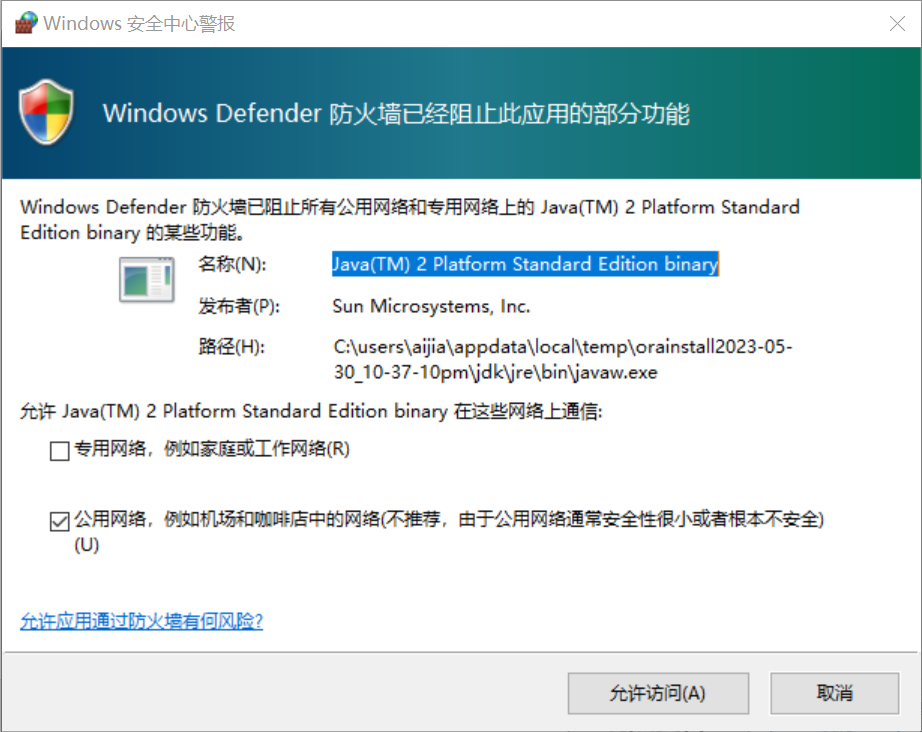 Windows 安全中心警报
Windows Defender 防火墙已经阻止此应用的部分功能
Windows Defender 防火墙已阻止所有公用网络和专用网络上的 Java(TM) 2 Platform Standard
Edition binary 的某些功能。
名称(N): Java(TM) 2 Platform Standard Edition binary
发布者(P): Sun Microsystems, Inc.
路径(H): C:\users\aijia\appdata\local\temp\orainstall2023-05-
30_10-37-10pm\jdk\jre\bin\javaw.exe
允许 Java(TM) 2 Platform Standard Edition binary 在这些网络上通信:
专用网络，例如家庭或工作网络(R)
公用网络，例如机场和咖啡店中的网络(不推荐，由于公用网络通常安全性很小或者根本不安全)
(U)
允许应用通过防火墙有何风险?
允许访问(A) 取消